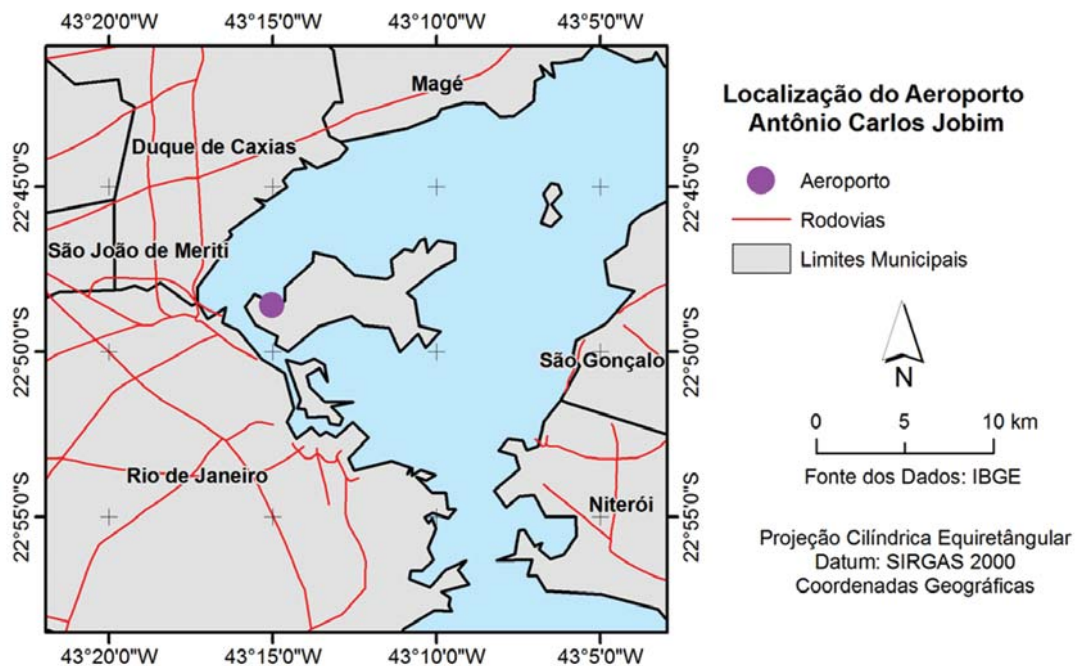 43°20'0"W 43°15'0"W 43°10'0"W 43°5'0"W
Magé
Duque de Caxias
22°45'0"S
22°45'0"S
São João de Meriti
22°50'0"S
22°50'0"S
São Gonçalo
Rio de Janeiro
Niterói
22°55'0"S
22°55'0"S
43°20'0"W 43°15'0"W 43°10'0"W 43°5'0"W
Localização do Aeroporto
Antônio Carlos Jobim
Aeroporto
Rodovias
Limites Municipais
N
0 5 10 km
Fonte dos Dados: IBGE
Projeção Cilíndrica Equiretângular
Datum: SIRGAS 2000
Coordenadas Geográficas